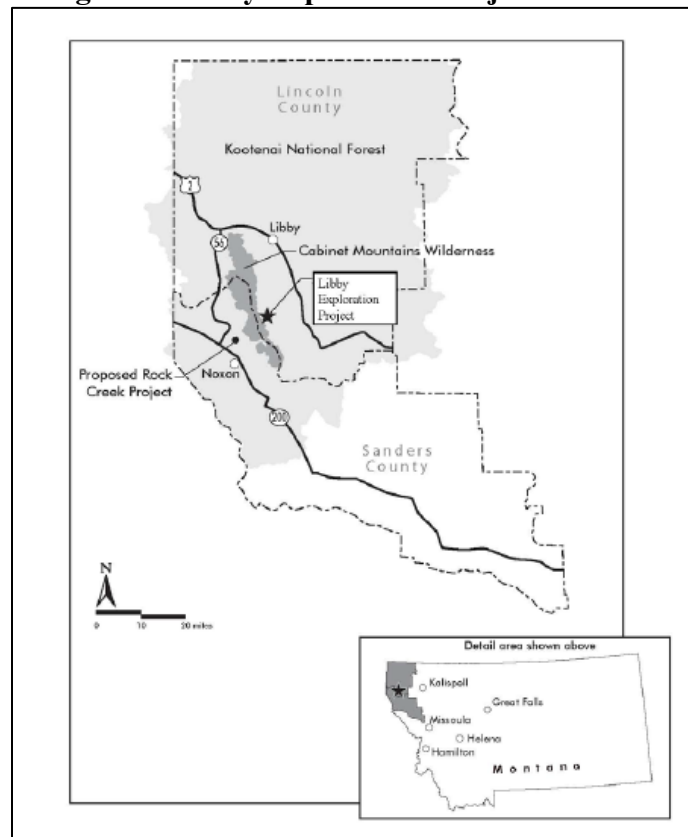 Lincoln
County
Kootenai National Forest
2
Libby
56
Cabinet Mountains Wilderness
Libby
Exploration
Project
Proposed Rock
Creek Project
Noxon
200
Sanders
County
N
0 10 20 miles
Detail area shown above
Kalispell
Great Falls
Missoula
Helena
Hamilton
Montana